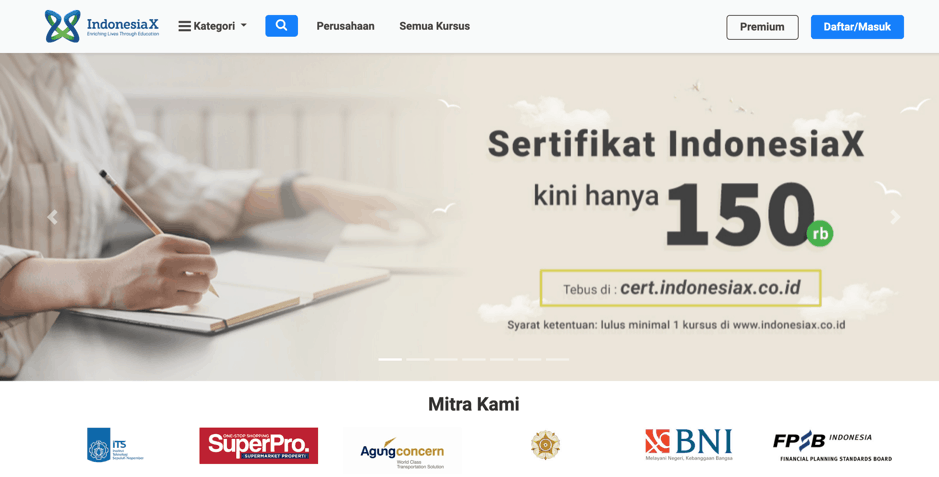 IndonesiaX
Enriching Lives Through Education
Kategori
Perusahaan
Semua Kursus
Premium
Daftar/Masuk
Sertifikat IndonesiaX
kini hanya 150 rb
Tebus di : cert.indonesiax.co.id
Syarat ketentuan: lulus minimal 1 kursus di www.indonesiax.co.id
Mitra Kami
ITS
Institut
Teknologi
Sepuluh Nopember
ONE-STOP SHOPPING
SuperPro.
SUPERMARKET PROPERTI
Agungconcern
World Class
Transportation Solution
BNI
Melayani Negeri, Kebanggaan Bangsa
FPSB INDONESIA
FINANCIAL PLANNING STANDARDS BOARD